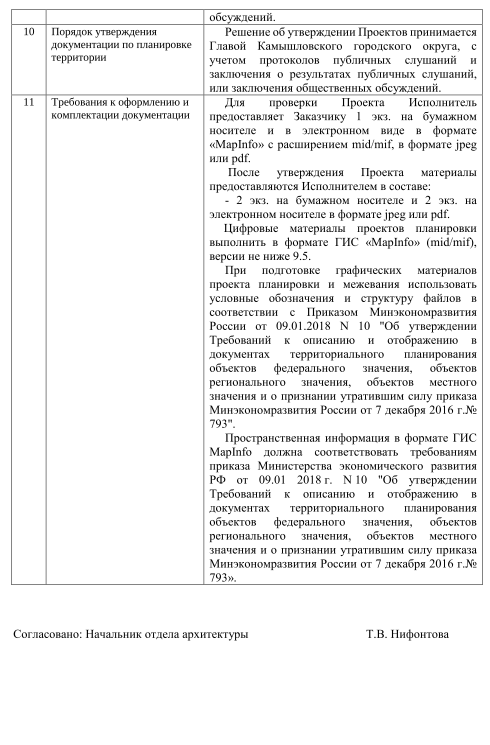 обсуждений.
10 Порядок утверждения документации по планировке территории
Решение об утверждении Проектов принимается
Главой Камышловского городского округа, с
учетом протоколов публичных слушаний и
заключения о результатах публичных слушаний,
или заключения общественных обсуждений.
11 Требования к оформлению и комплектации документации
Для проверки Проекта Исполнитель
предоставляет Заказчику 1 экз. на бумажном
носителе и в электронном виде в формате
«MapInfo» с расширением mid/mif, в формате jpeg
или pdf.
После утверждения Проекта материалы
предоставляются Исполнителем в составе:
- 2 экз. на бумажном носителе и 2 экз. на
электронном носителе в формате jpeg или pdf.
Цифровые материалы проектов планировки
выполнить в формате ГИС «MapInfo» (mid/mif),
версии не ниже 9.5.
При подготовке графических материалов
проекта планировки и межевания использовать
условные обозначения и структуру файлов в
соответствии с Приказом Минэкономразвития
России от 09.01.2018 N 10 "Об утверждении
Требований к описанию и отображению в
документах территориального планирования
объектов федерального значения, объектов
регионального значения, объектов местного
значения и о признании утратившим силу приказа
Минэкономразвития России от 7 декабря 2016 г.№
793".
Пространственная информация в формате ГИС
MapInfo должна соответствовать требованиям
приказа Министерства экономического развития
РФ от 09.01 2018 г. N 10 "Об утверждении
Требований к описанию и отображению в
документах территориального планирования
объектов федерального значения, объектов
регионального значения, объектов местного
значения и о признании утратившим силу приказа
Минэкономразвития России от 7 декабря 2016 г.№
793».
Согласовано: Начальник отдела архитектуры Т.В. Нифонтова